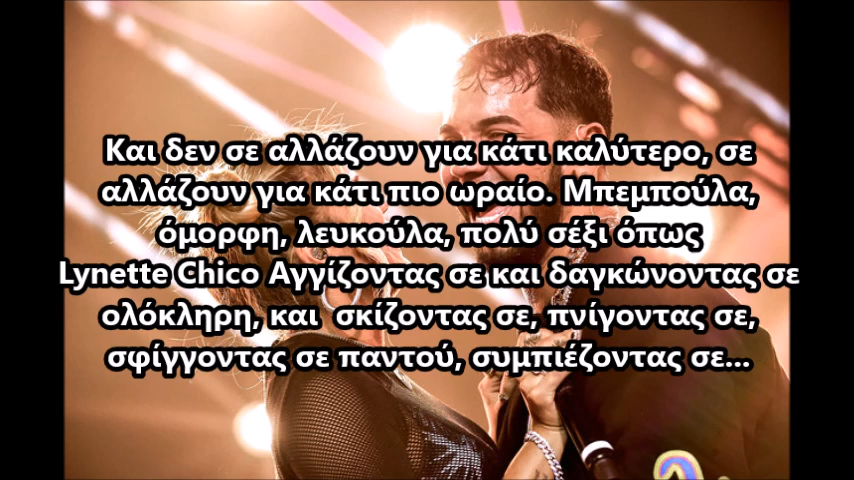 Και δεν σε αλλάζουν για κάτι καλύτερο, σε
αλλάζουν για κάτι πιο ωραίο. Μπεμπούλα,
όμορφη, λευκούλα, πολύ σέξι όπως
Lynette Chico Αγγίζοντας σε και δαγκώνοντας σε
ολόκληρη, και  σκίζοντας σε, πνίγοντας σε,
σφίγγοντας σε παντού, συμπιέζοντας σε...